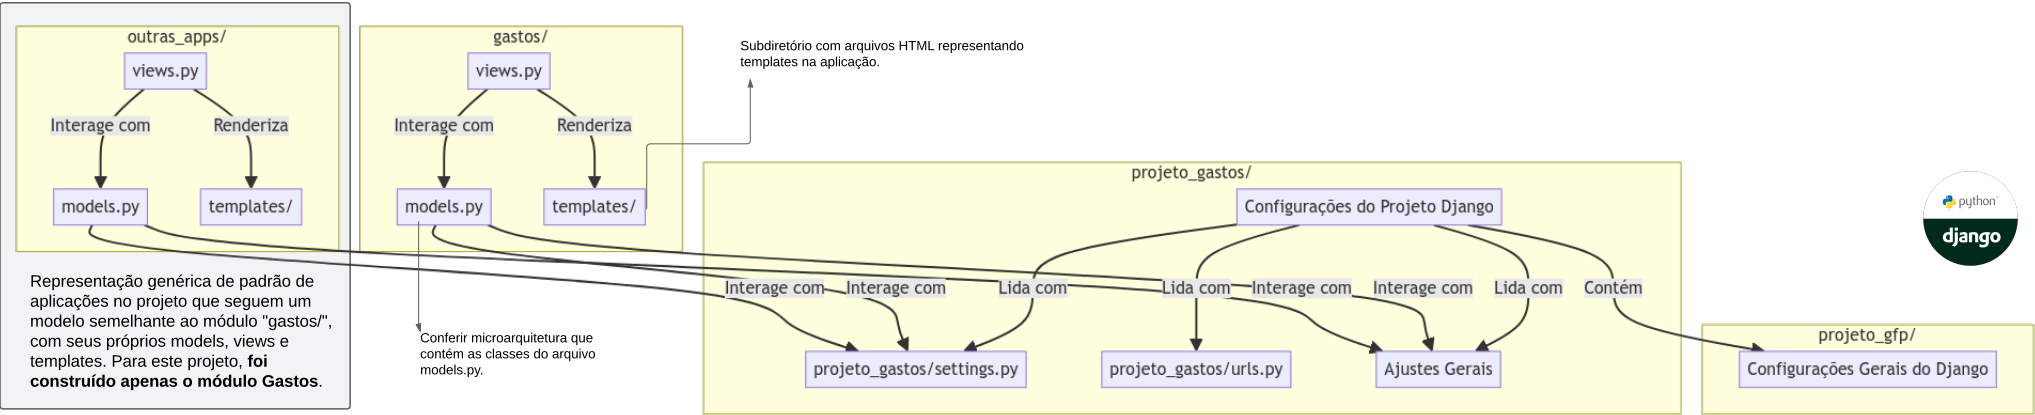 outras_apps/
views.py
Interage com
Renderiza
models.py
templates/
Representação genérica de padrão de
aplicações no projeto que seguem um
modelo semelhante ao módulo "gastos/",
com seus próprios models, views e
templates. Para este projeto, foi
construído apenas o módulo Gastos.
gastos/
views.py
Interage com
Renderiza
models.py
templates/
Subdiretório com arquivos HTML representando
templates na aplicação.
Conferir microarquitetura que
contém as classes do arquivo
models.py.
projeto_gastos/
Configurações do Projeto Django
Interage com
Interage com
Lida com
Lida com
Interage com
Interage com
Lida com
Contém
projeto_gastos/settings.py
projeto_gastos/urls.py
Ajustes Gerais
projeto_gfp/
Configurações Gerais do Django
python
django